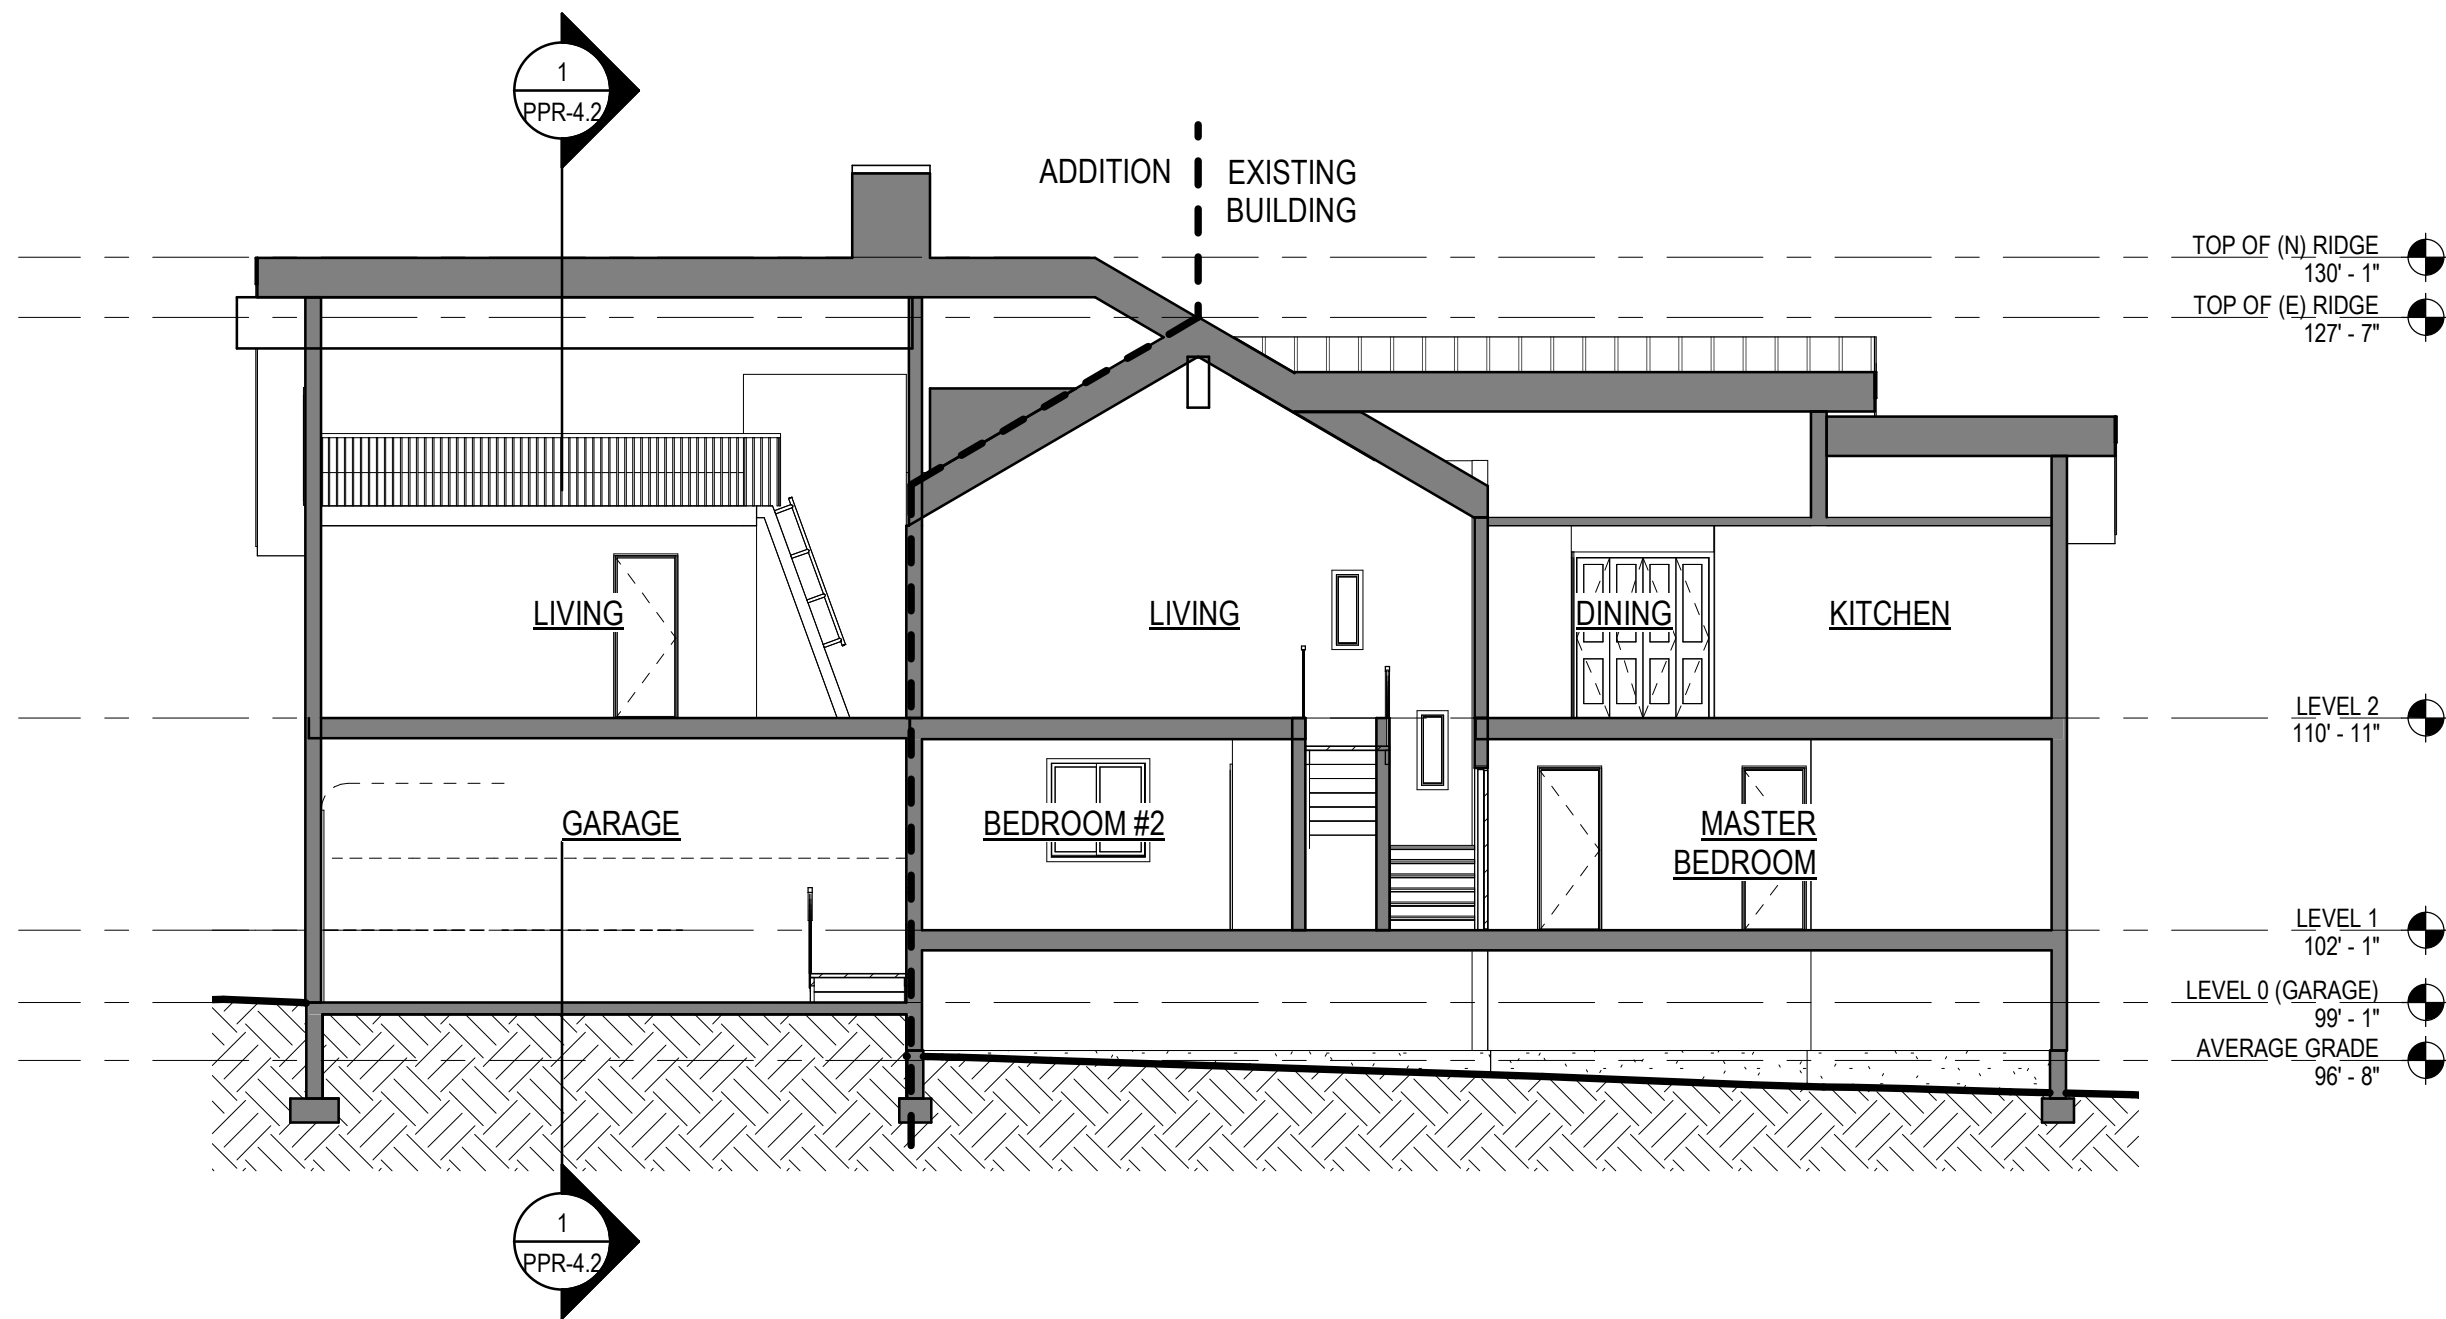 1
PPR-4.2
ADDITION
EXISTING
BUILDING
TOP OF (N) RIDGE
130' - 1"
TOP OF (E) RIDGE
127' - 7"
LIVING
LIVING
DINING
KITCHEN
LEVEL 2
110' - 11"
GARAGE
BEDROOM #2
MASTER
BEDROOM
LEVEL 1
102' - 1"
LEVEL 0 (GARAGE)
99' - 1"
AVERAGE GRADE
96' - 8"
1
PPR-4.2